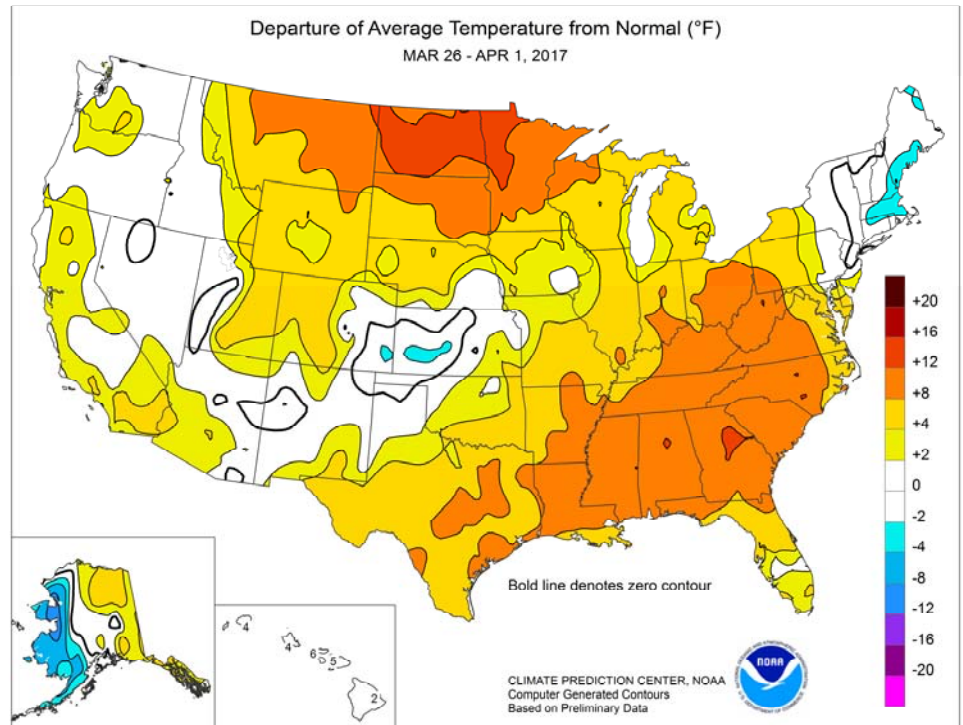 Departure of Average Temperature from Normal (°F)
MAR 26 - APR 1, 2017
+20
+16
+12
+8
+4
+2
0
-2
-4
-8
-12
-16
-20
Bold line denotes zero contour
4
4
6
5
2
CLIMATE PREDICTION CENTER, NOAA
Computer Generated Contours
Based on Preliminary Data
NOAA